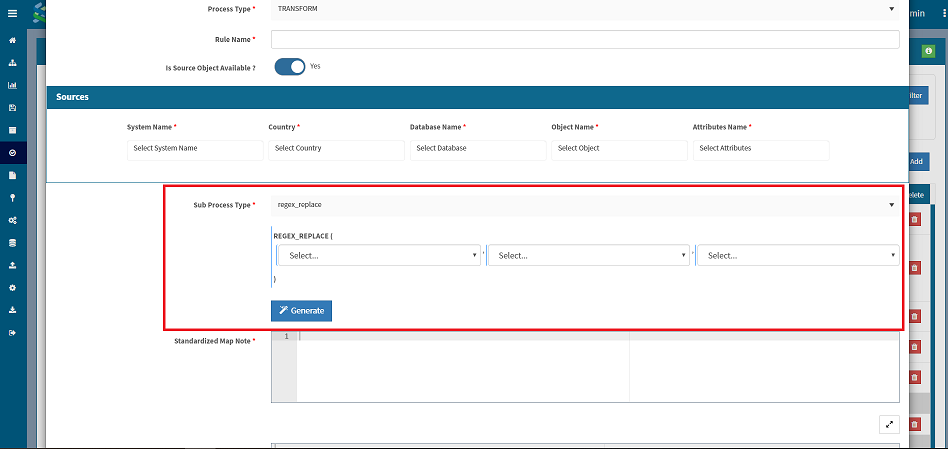 Process Type * TRANSFORM
min
Rule Name *
Is Source Object Available ? Yes
Sources
ilter
System Name * Country * Database Name * Object Name * Attributes Name *
Select System Name Select Country Select Database Select Object Select Attributes
Add
Sub Process Type * regex_replace
elete
REGEX_REPLACE (
Select... , Select... , Select...
)
Generate
Standardized Map Note * 1